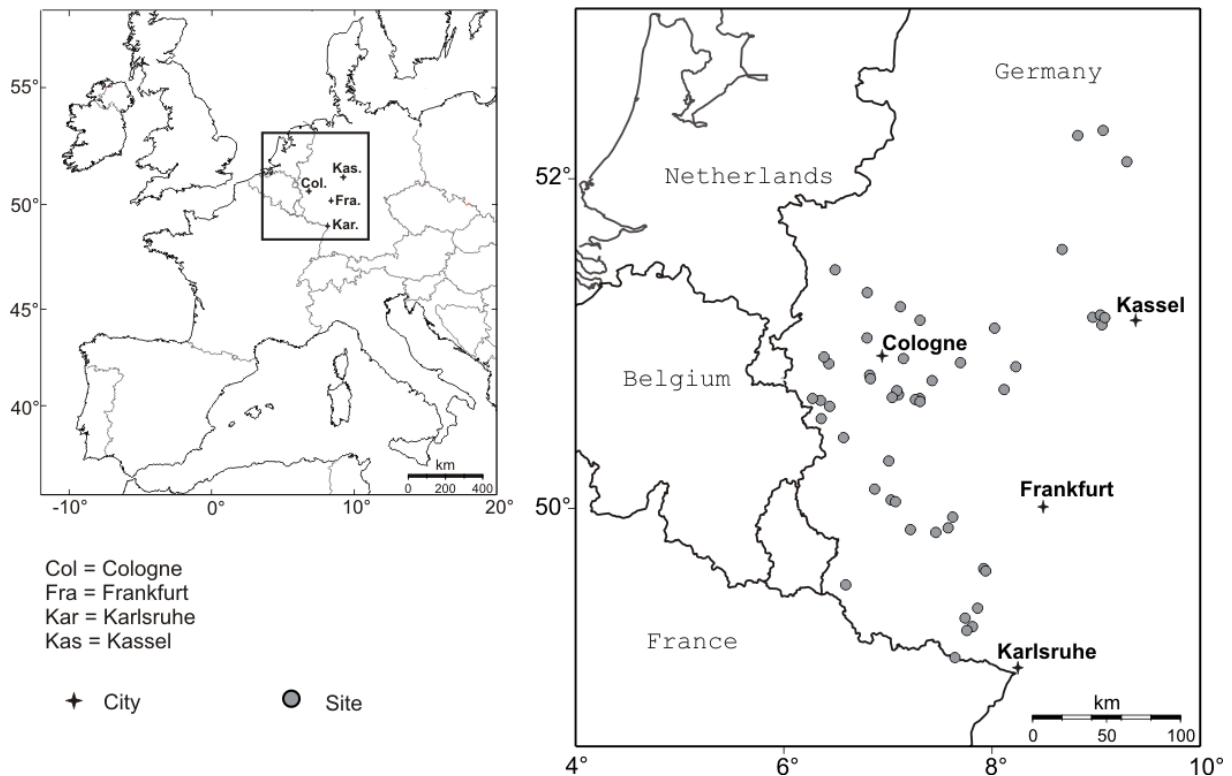 55°
50°
45°
40°
-10°
0°
10°
20°
Kas.
Col.
Fra.
Kar.
km
0 200 400
Col = Cologne
Fra = Frankfurt
Kar = Karlsruhe
Kas = Kassel
City
Site
Germany
Netherlands
52°
Kassel
Cologne
Belgium
Frankfurt
50°
France
Karlsruhe
km
0 50 100
4°
6°
8°
10°